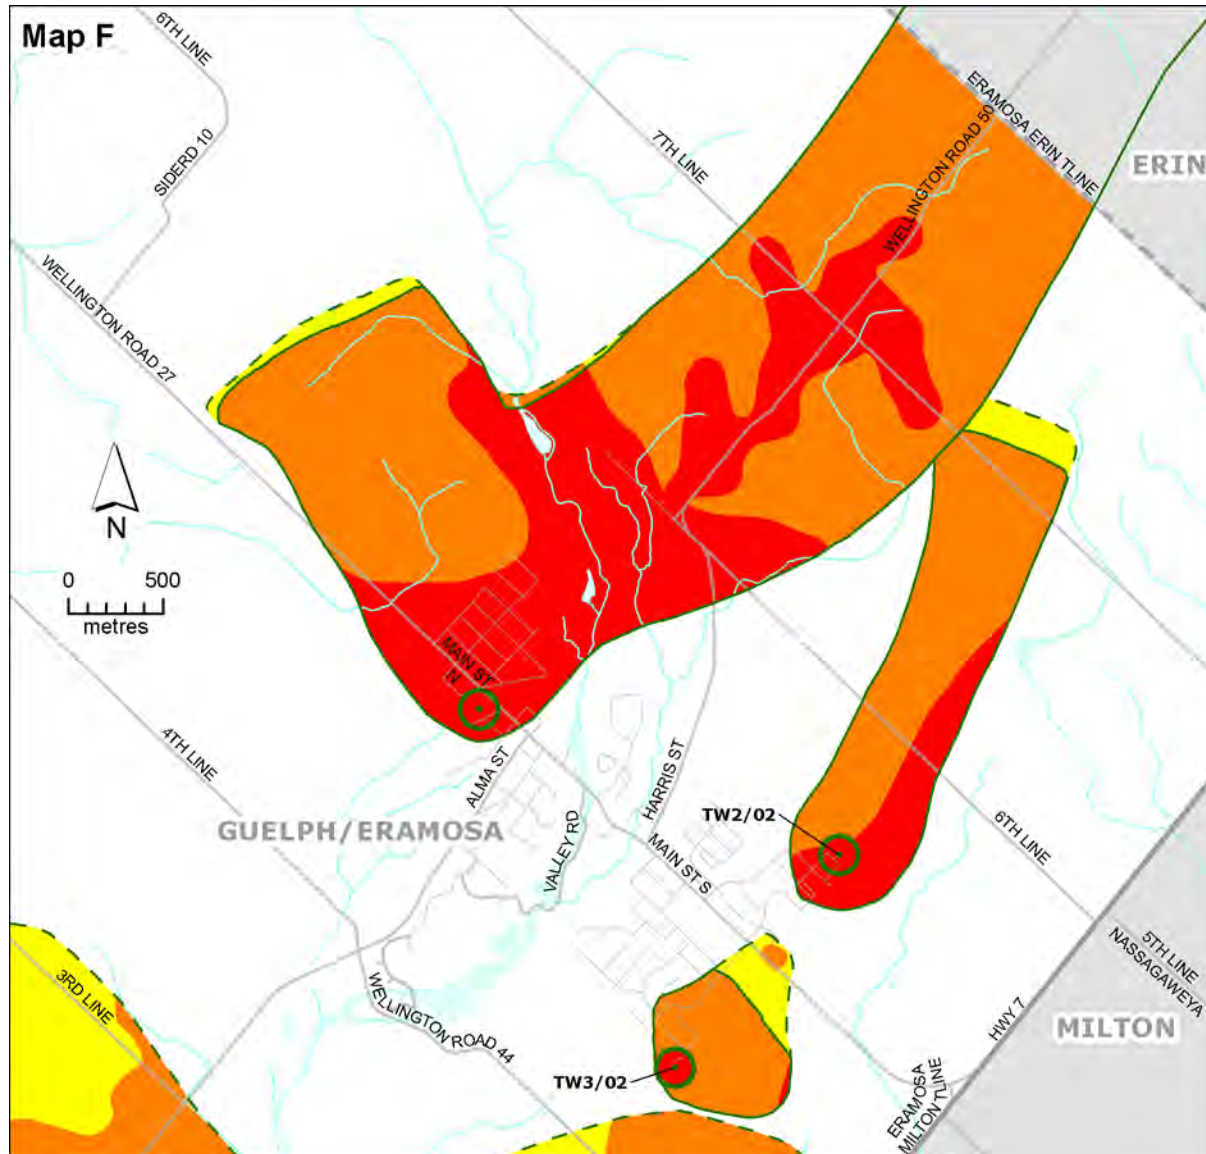 Map F
6TH LINE
SIDERD 10
7TH LINE
ERAMOSA ERIN TLINE
WELLINGTON ROAD 50
ERIN
WELLINGTON ROAD 27
N
0 500
metres
MAIN ST
N
4TH LINE
ALMA ST
HARRIS ST
TW2/02
GUELPH/ERAMOSA
VALLEY RD
MAIN ST S
6TH LINE
5TH LINE
NASSAGAWEYA
3RD LINE
WELLINGTON ROAD 44
HWY 7
MILTON
TW3/02
ERAMOSA
MILTON TLINE